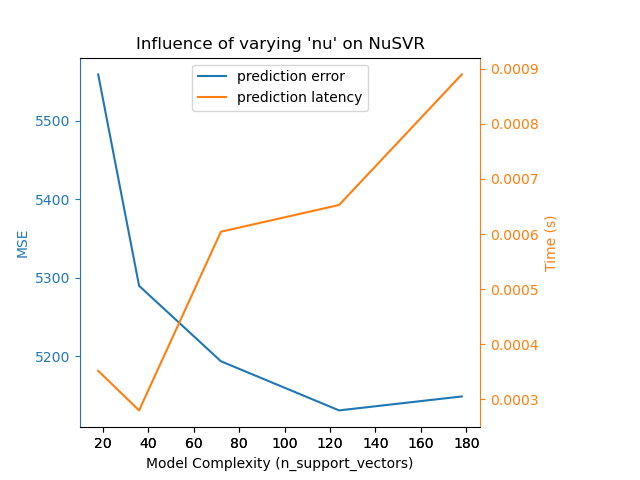 Influence of varying 'nu' on NuSVR
prediction error
prediction latency
MSE
5500
5400
5300
5200
0.0009
0.0008
0.0007
0.0006
0.0005
0.0004
0.0003
Time (s)
20 40 60 80 100 120 140 160 180
Model Complexity (n_support_vectors)